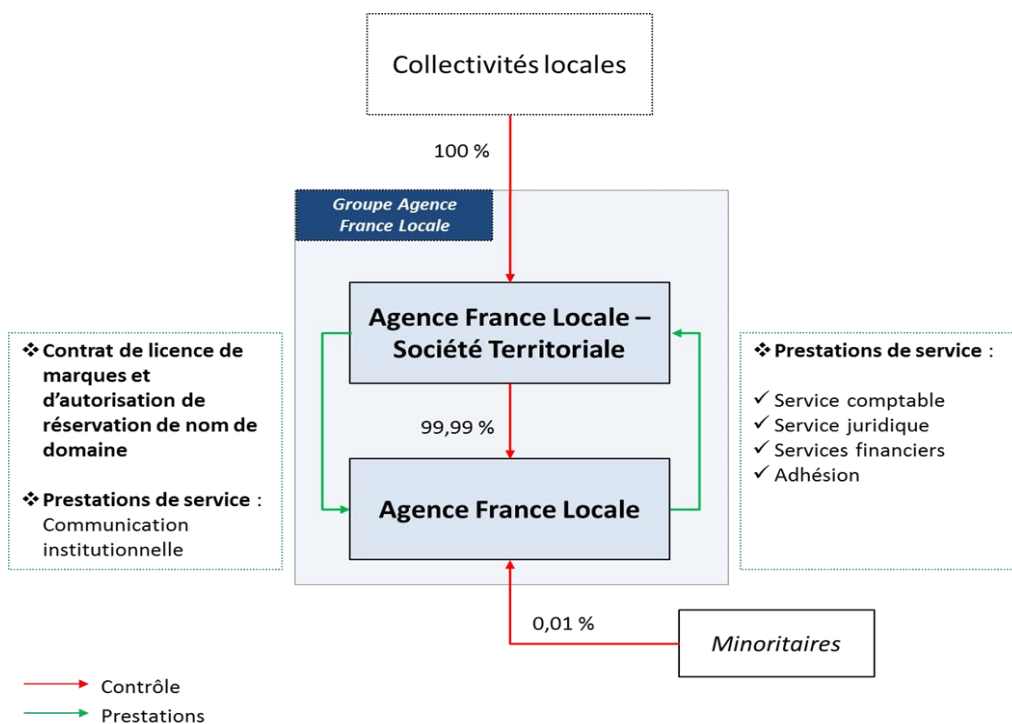 Collectivités locales
100 %
Groupe Agence
France Locale
Agence France Locale –
Société Territoriale
❖ Contrat de licence de
marques et
d'autorisation de
réservation de nom de
domaine
❖ Prestations de service :
Communication
institutionnelle
99,99 %
Agence France Locale
❖ Prestations de service :
✓ Service comptable
✓ Service juridique
✓ Services financiers
✓ Adhésion
0,01 %
Minoritaires
Contrôle
Prestations